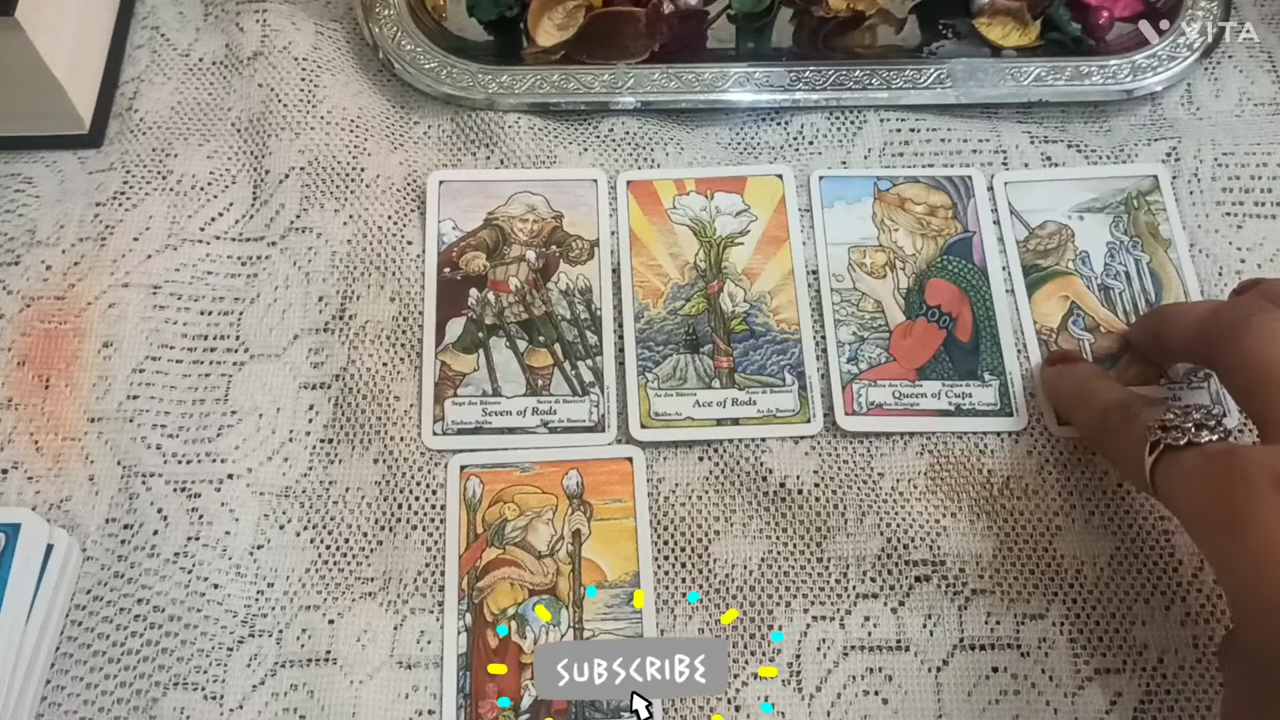 VITA
Sept des Bâtons Sette di Bastoni
Seven of Rods
Sieben-Stäbe Siete de Bastos
As des Bâtons Asso di Bastoni
Ace of Rods
Stäbe-As As de Bastos
Reine des Coupes Regina di Coppe
Queen of Cups
Kelche-Königin Reina de Copas
SUBSCRIBE